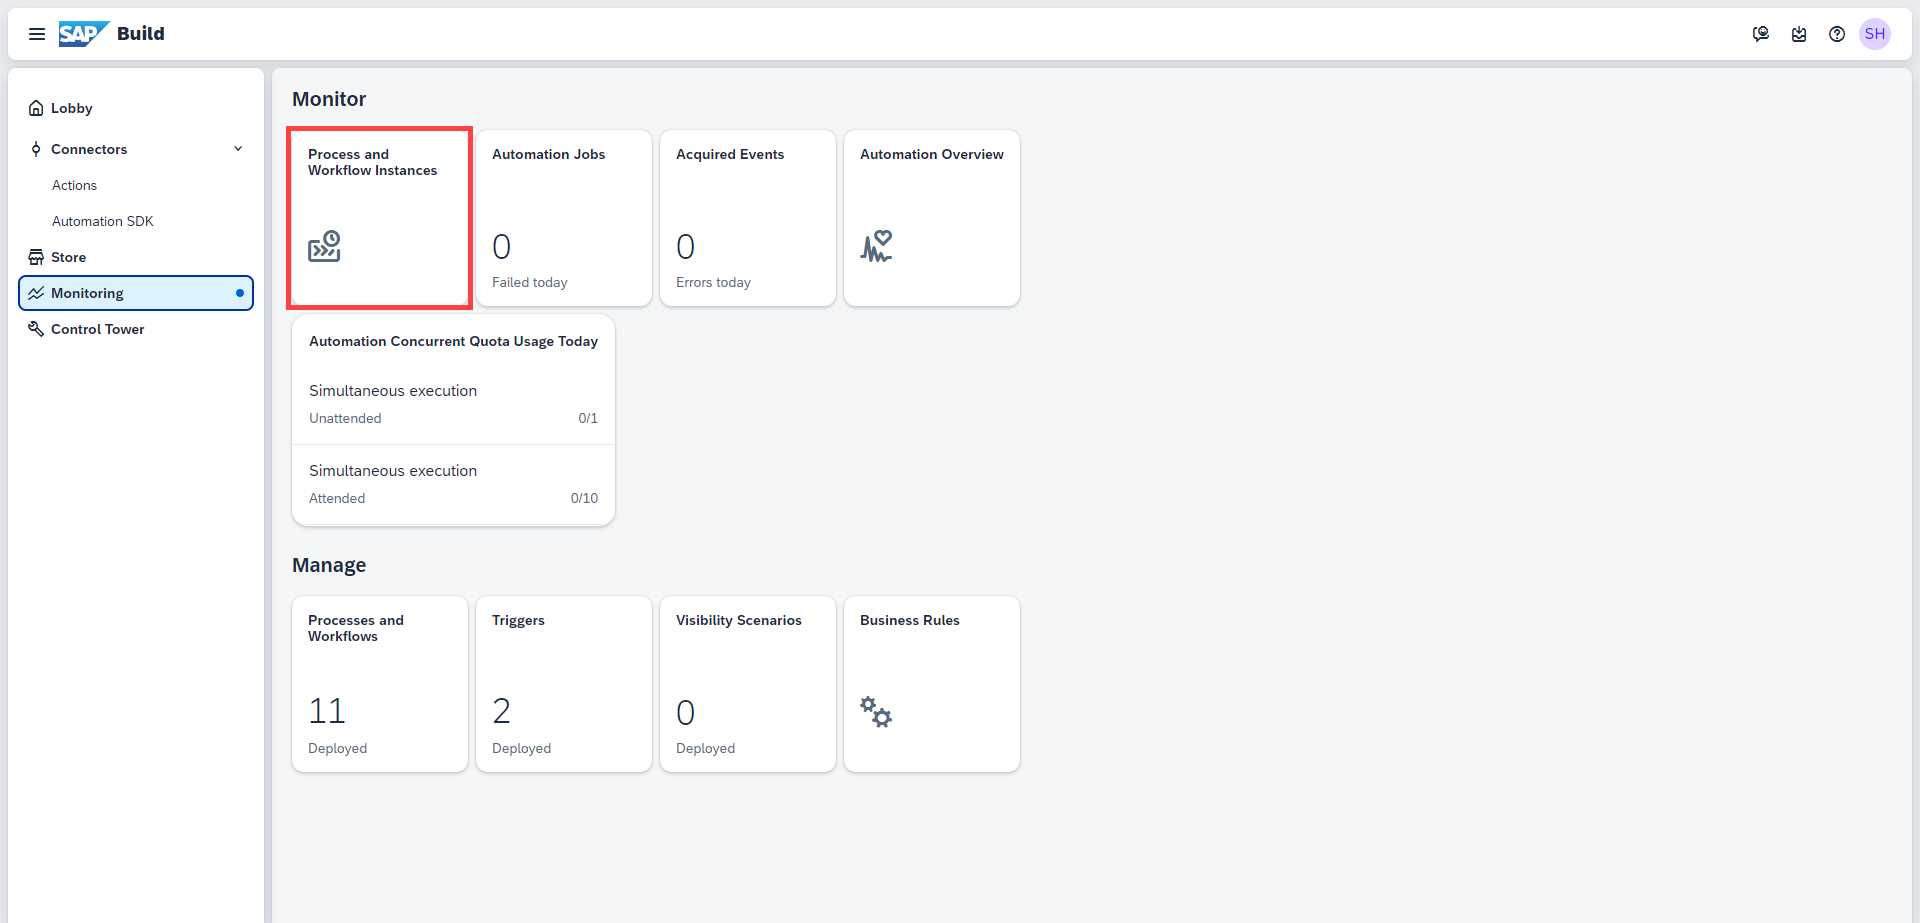 SAP Build
SH
Lobby
Connectors
Actions
Automation SDK
Store
Monitoring
Control Tower
Monitor
Process and
Workflow Instances
Automation Jobs
0
Failed today
Acquired Events
0
Errors today
Automation Overview
Automation Concurrent Quota Usage Today
Simultaneous execution
Unattended 0/1
Simultaneous execution
Attended 0/10
Manage
Processes and
Workflows
11
Deployed
Triggers
2
Deployed
Visibility Scenarios
0
Deployed
Business Rules